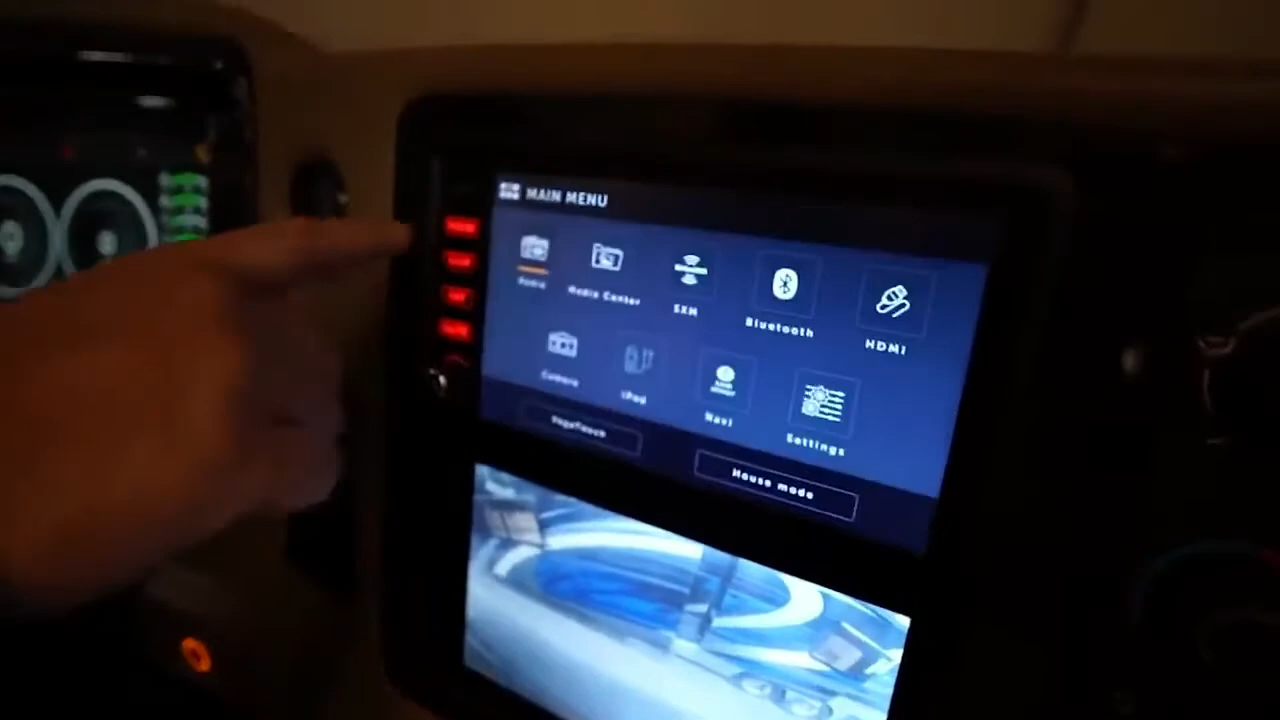 MAIN MENU
Radio
Media Center
SXM
Bluetooth
HDMI
Camera
iPod
Navi
Settings
House mode